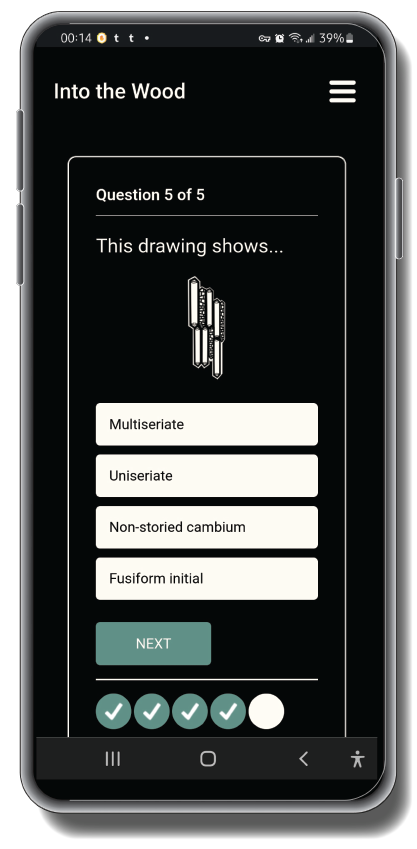 00:14 t t • 39%
Into the Wood
Question 5 of 5
This drawing shows...
Multiseriate
Uniseriate
Non-storied cambium
Fusiform initial
NEXT